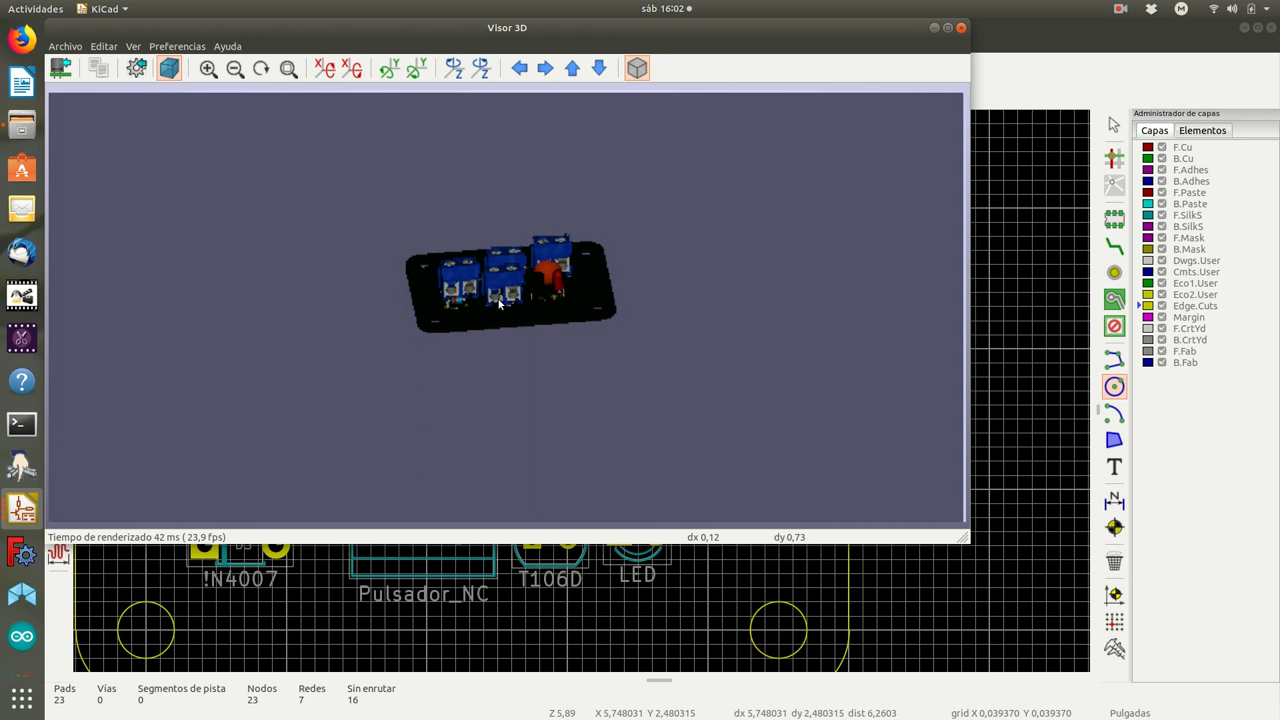 Actividades KiCad sáb 16:02 M
Visor 3D
Archivo Editar Ver Preferencias Ayuda
Administrador de capas
Capas Elementos
F.Cu
B.Cu
F.Adhes
B.Adhes
F.Paste
B.Paste
F.SilkS
B.SilkS
F.Mask
B.Mask
Dwgs.User
Cmts.User
Eco1.User
Eco2.User
Edge.Cuts
Margin
F.CrtYd
B.CrtYd
F.Fab
B.Fab
Tiempo de renderizado 42 ms ( 23,9 fps) dx 0,12 dy 0,73
!N4007 Pulsador_NC T106D LED
Pads Vías Segmentos de pista Nodos Redes Sin enrutar
23 0 0 23 7 16
Z 5,89 X 5,748031 Y 2,480315 dx 5,748031 dy 2,480315 dist 6,2603 grid X 0,039370 Y 0,039370 Pulgadas